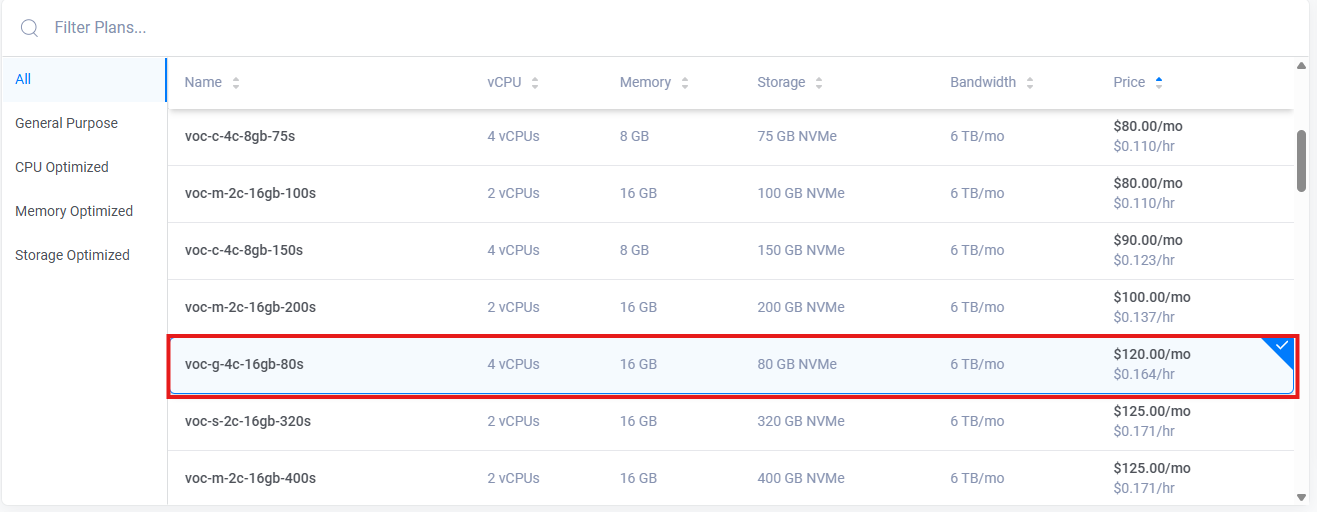 Filter Plans...
All
General Purpose
CPU Optimized
Memory Optimized
Storage Optimized
Name vCPU Memory Storage Bandwidth Price
voc-c-4c-8gb-75s 4 vCPUs 8 GB 75 GB NVMe 6 TB/mo $80.00/mo
$0.110/hr
voc-m-2c-16gb-100s 2 vCPUs 16 GB 100 GB NVMe 6 TB/mo $80.00/mo
$0.110/hr
voc-c-4c-8gb-150s 4 vCPUs 8 GB 150 GB NVMe 6 TB/mo $90.00/mo
$0.123/hr
voc-m-2c-16gb-200s 2 vCPUs 16 GB 200 GB NVMe 6 TB/mo $100.00/mo
$0.137/hr
voc-g-4c-16gb-80s 4 vCPUs 16 GB 80 GB NVMe 6 TB/mo $120.00/mo
$0.164/hr
voc-s-2c-16gb-320s 2 vCPUs 16 GB 320 GB NVMe 6 TB/mo $125.00/mo
$0.171/hr
voc-m-2c-16gb-400s 2 vCPUs 16 GB 400 GB NVMe 6 TB/mo $125.00/mo
$0.171/hr